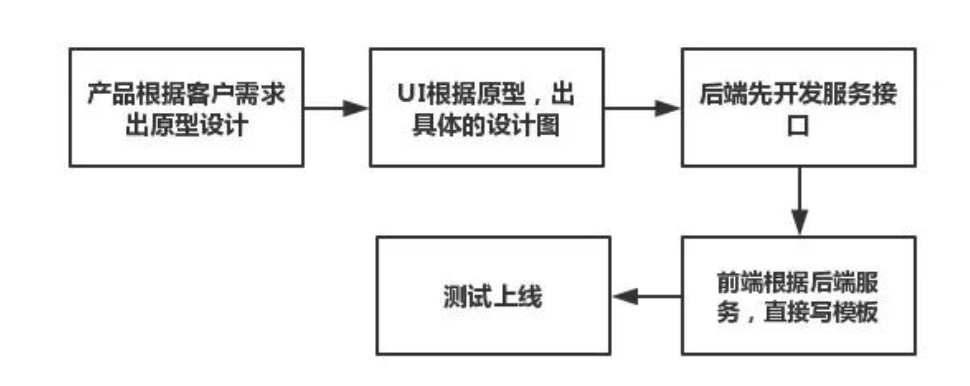 产品根据客户需求
出原型设计
UI根据原型，出
具体的设计图
后端先开发服务接
口
前端根据后端服
务，直接写模板
测试上线